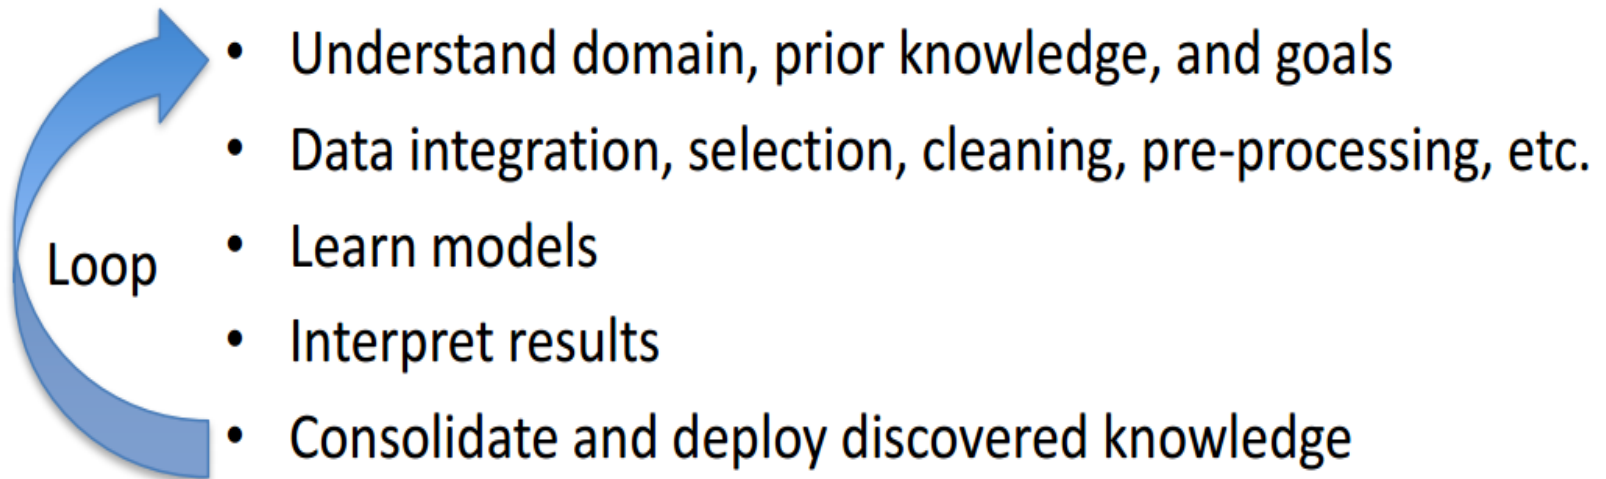 • Understand domain, prior knowledge, and goals
• Data integration, selection, cleaning, pre-processing, etc.
• Learn models
Loop
• Interpret results
• Consolidate and deploy discovered knowledge